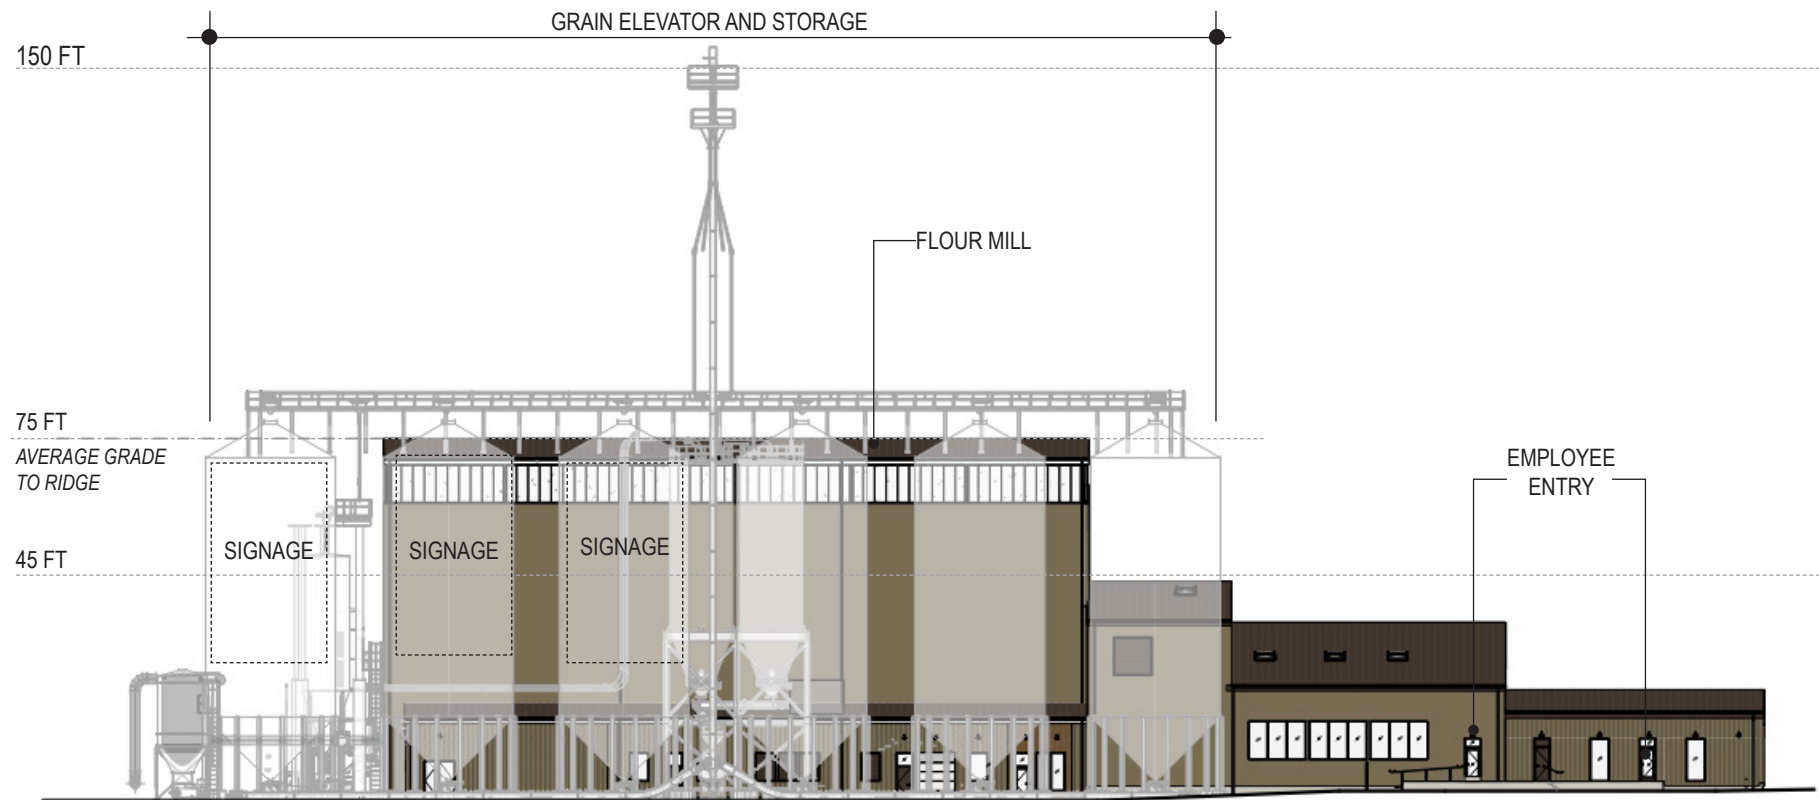 GRAIN ELEVATOR AND STORAGE
150 FT
FLOUR MILL
75 FT
AVERAGE GRADE
TO RIDGE
EMPLOYEE
ENTRY
SIGNAGE
SIGNAGE
SIGNAGE
45 FT